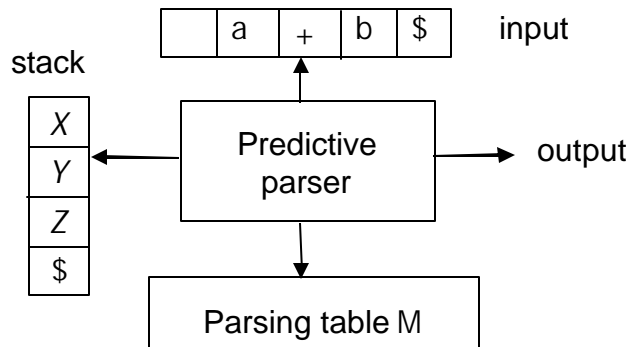 a + b $ input
stack
X
Y
Z
$
Predictive
parser
output
Parsing table M